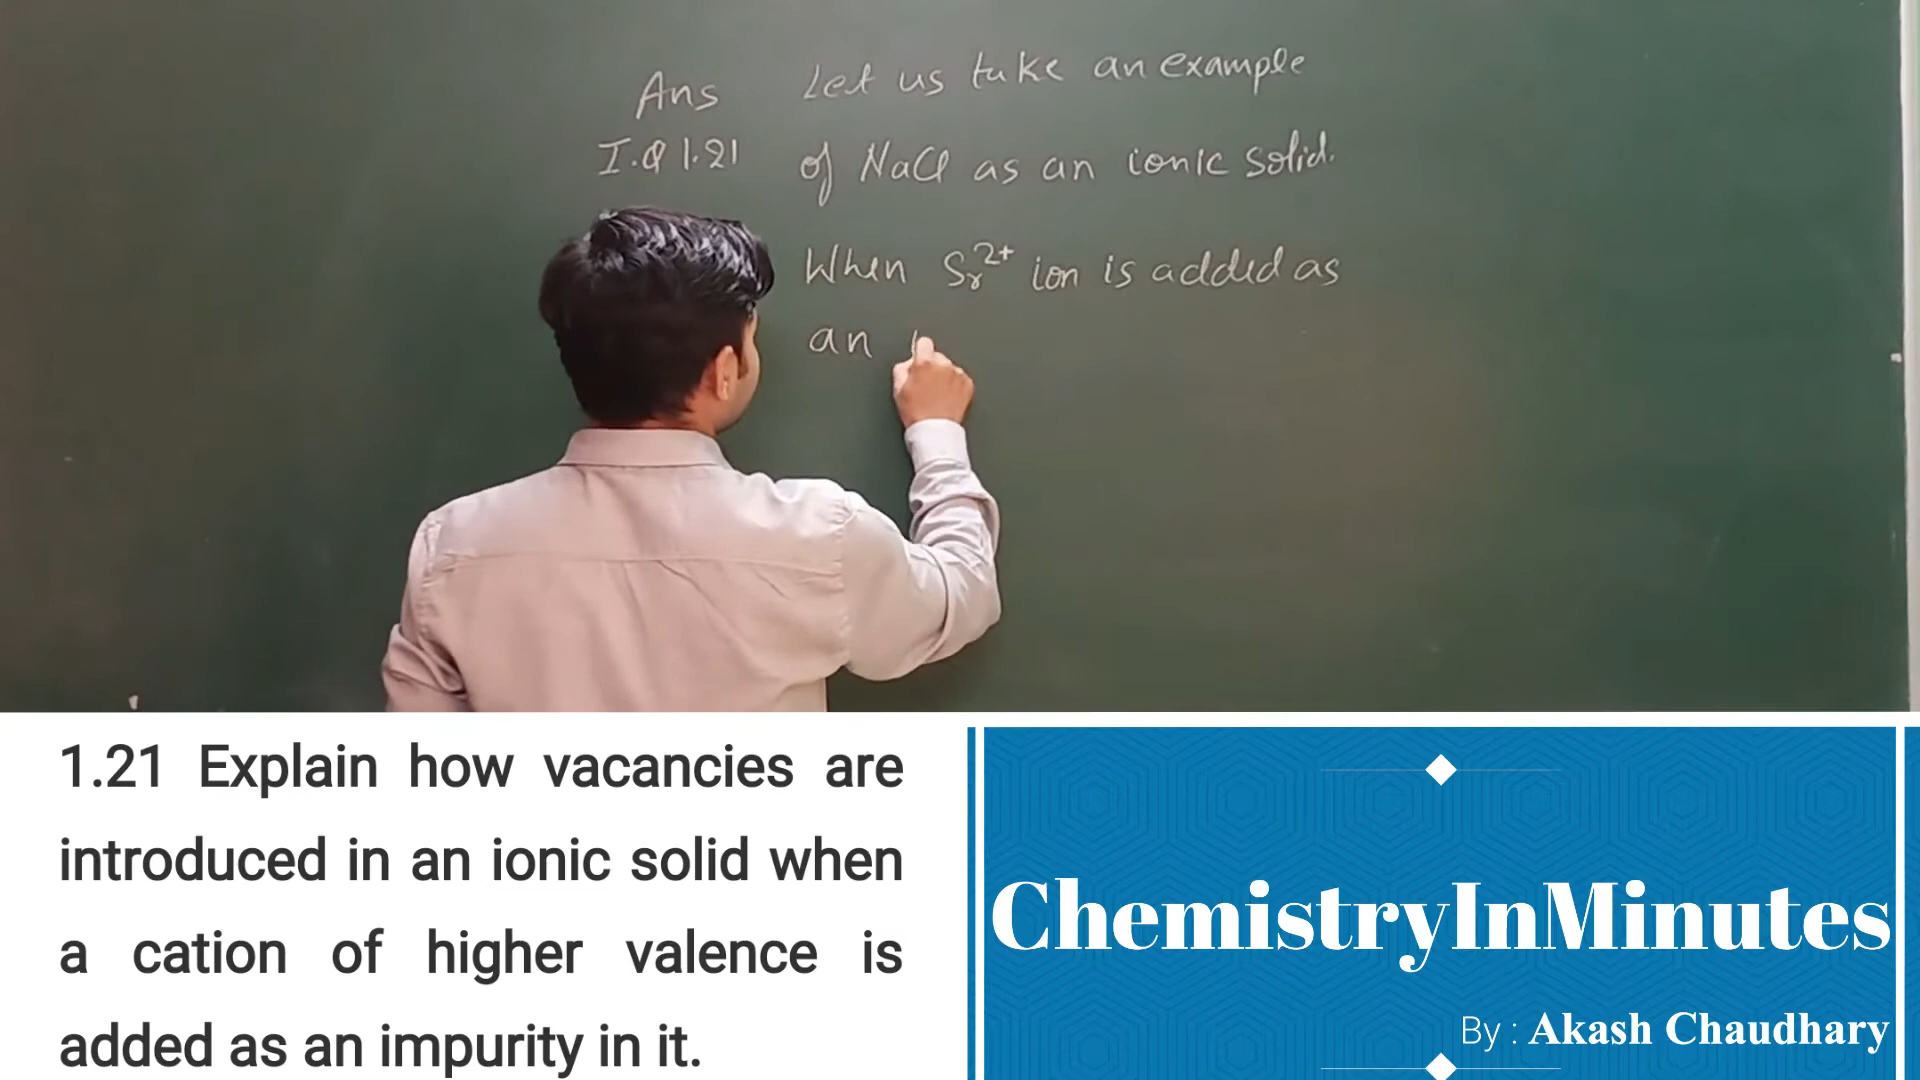 Ans Let us take an example
I.Q 1.21 of NaCl as an ionic solid.
When Sr²⁺ ion is added as
an
1.21 Explain how vacancies are
introduced in an ionic solid when
a cation of higher valence is
added as an impurity in it.
ChemistryInMinutes
By : Akash Chaudhary